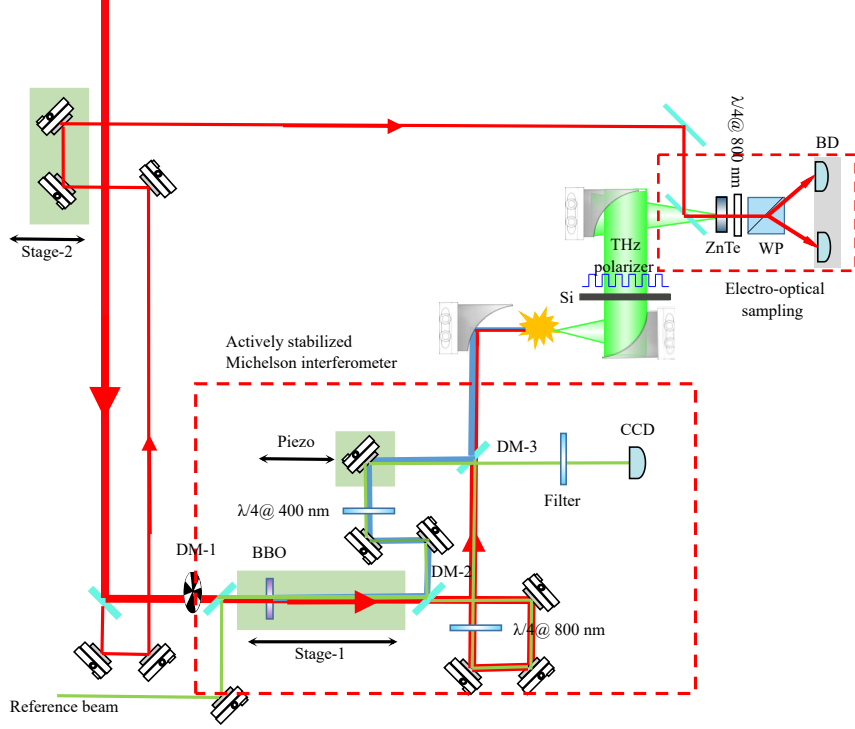 λ/4@ 800 nm
BD
Stage-2
THz
polarizer
ZnTe
WP
Si
Electro-optical
sampling
Actively stabilized
Michelson interferometer
Piezo
DM-3
CCD
Filter
λ/4@ 400 nm
DM-1
BBO
DM-2
λ/4@ 800 nm
Stage-1
Reference beam